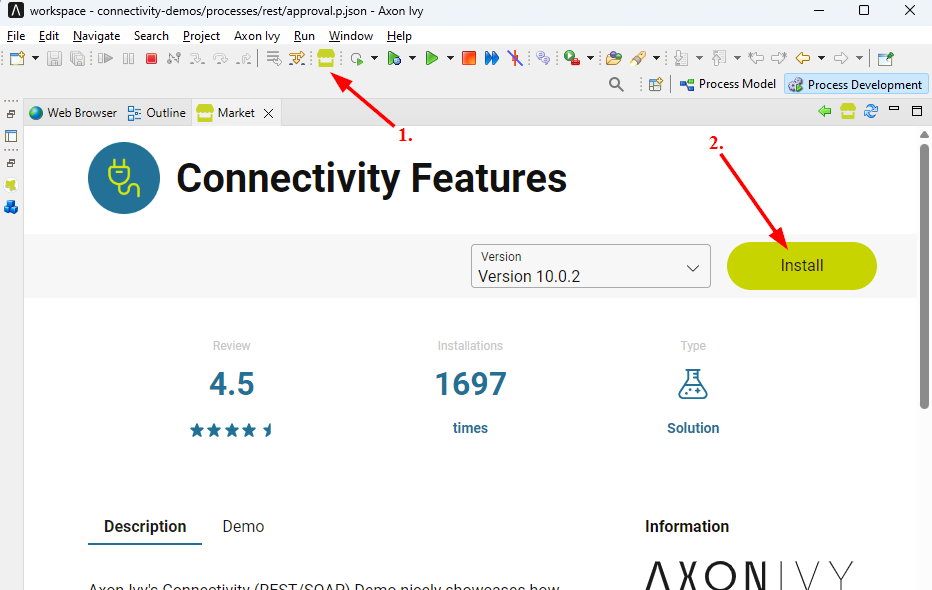 workspace - connectivity-demos/processes/rest/approval.p.json - Axon Ivy
File Edit Navigate Search Project Axon Ivy Run Window Help
Process Model Process Development
Web Browser Outline Market
1.
2.
Connectivity Features
Version
Version 10.0.2
Install
Review Installations Type
4.5 1697
times Solution
Description Demo Information
Axon Ivy's Connectivity (REST/SOAP) Demo nicely showcases how
AXONIVY